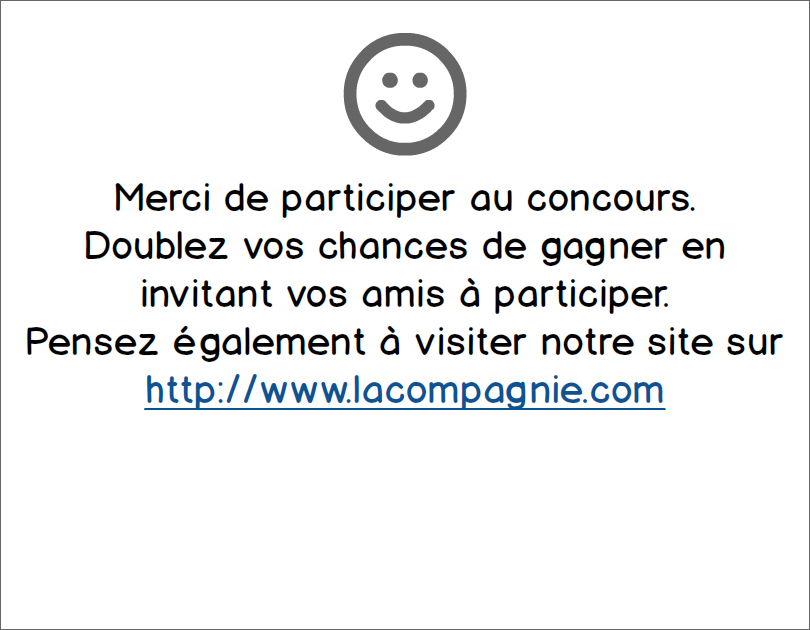 Merci de participer au concours.
Doublez vos chances de gagner en
invitant vos amis à participer.
Pensez également à visiter notre site sur
http://www.lacompagnie.com